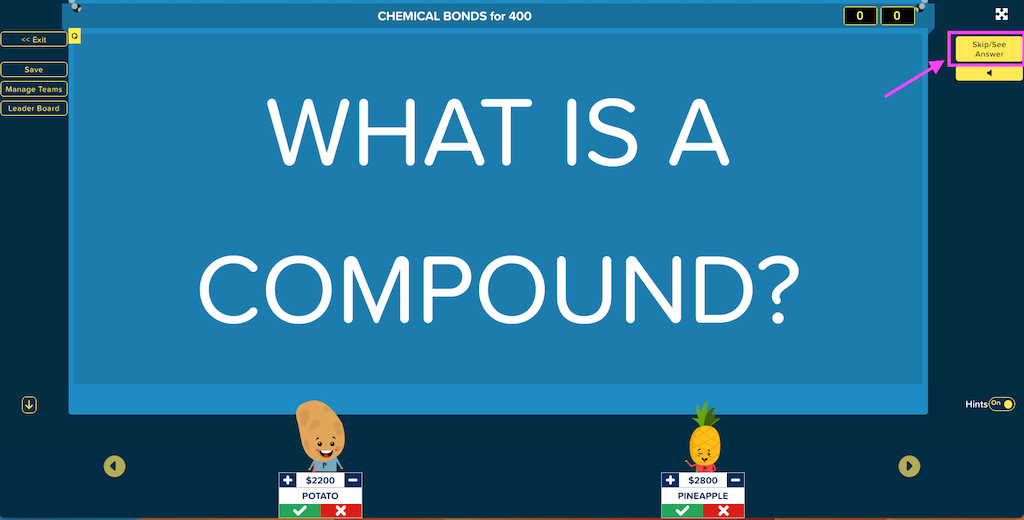 CHEMICAL BONDS for 400
0 0
<< Exit
Q
Skip/See
Answer
Save
Manage Teams
Leader Board
WHAT IS A
COMPOUND?
Hints On
+ $2200 −
POTATO
+ $2800 −
PINEAPPLE